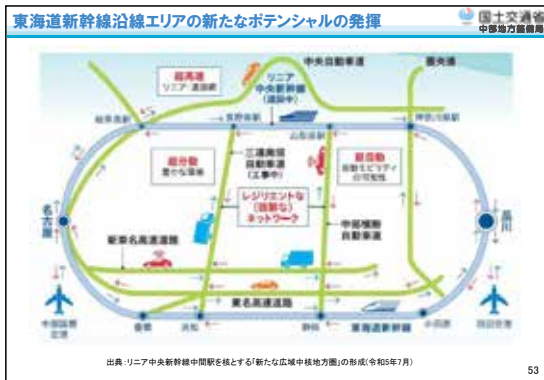 東海道新幹線沿線エリアの新たなポテンシャルの発揮
国土交通省
中部地方整備局
超高速
リニア・道路網
中央自動車道
圏央道
リニア
中央新幹線
(建設中)
岐阜県駅
長野県駅
山梨県駅
神奈川県駅
超分散
豊かな環境
三遠南信
自動車道
(工事中)
超自動
自動モビリティ
の可能性
レジリエントな
(強靱な)
ネットワーク
名古屋
品川
新東名高速道路
中部横断
自動車道
東名高速道路
中部国際
空港
豊橋
浜松
静岡
東海道新幹線
小田原
羽田空港
出典:リニア中央新幹線中間駅を核とする「新たな広域中核地方圏」の形成(令和5年7月)
53